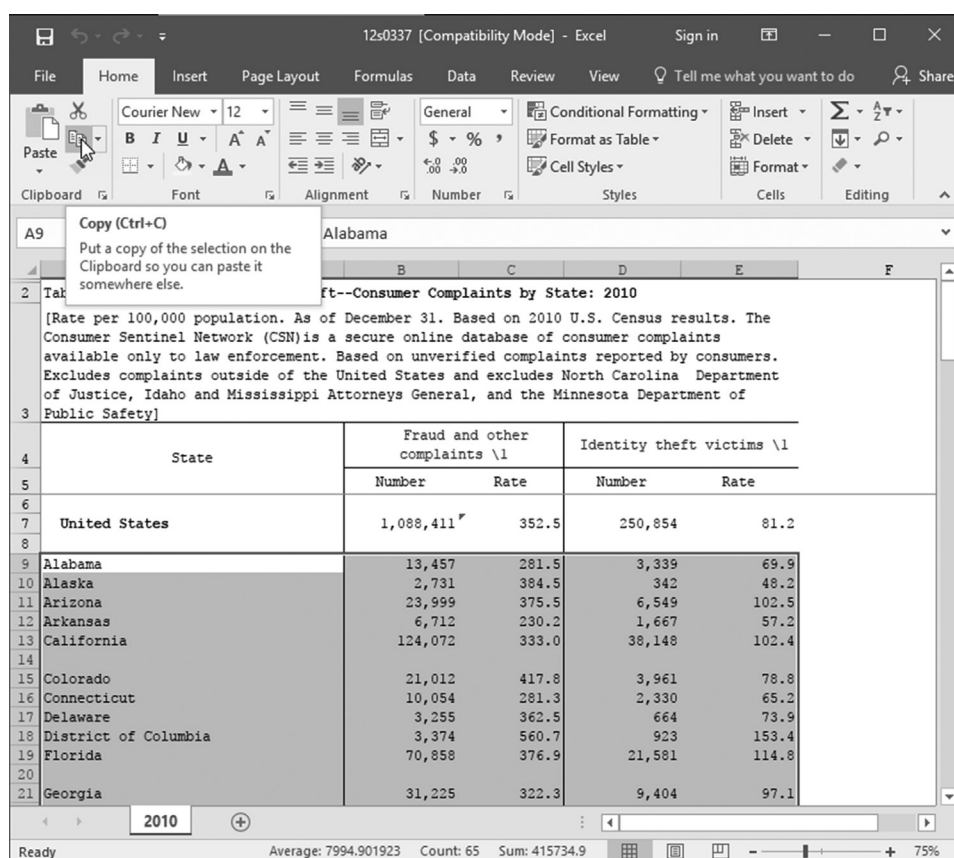 12s0337 [Compatibility Mode] - Excel Sign in
File Home Insert Page Layout Formulas Data Review View Tell me what you want to do Share
Paste
Courier New 12
B I U A A
A
General
$ % ,
.00 .00
Conditional Formatting
Format as Table
Cell Styles
Insert
Delete
Format
Σ A Z
Clipboard Font Alignment Number Styles Cells Editing
A9 Alabama
Copy (Ctrl+C)
Put a copy of the selection on the
Clipboard so you can paste it
somewhere else.
B C D E F
2 Tab ft--Consumer Complaints by State: 2010
[Rate per 100,000 population. As of December 31. Based on 2010 U.S. Census results. The
Consumer Sentinel Network (CSN)is a secure online database of consumer complaints
available only to law enforcement. Based on unverified complaints reported by consumers.
Excludes complaints outside of the United States and excludes North Carolina Department
of Justice, Idaho and Mississippi Attorneys General, and the Minnesota Department of
3 Public Safety]
4 State Fraud and other complaints \1 Identity theft victims \1
5 Number Rate Number Rate
6
7 United States 1,088,411 352.5 250,854 81.2
8
9 Alabama 13,457 281.5 3,339 69.9
10 Alaska 2,731 384.5 342 48.2
11 Arizona 23,999 375.5 6,549 102.5
12 Arkansas 6,712 230.2 1,667 57.2
13 California 124,072 333.0 38,148 102.4
14
15 Colorado 21,012 417.8 3,961 78.8
16 Connecticut 10,054 281.3 2,330 65.2
17 Delaware 3,255 362.5 664 73.9
18 District of Columbia 3,374 560.7 923 153.4
19 Florida 70,858 376.9 21,581 114.8
20
21 Georgia 31,225 322.3 9,404 97.1
2010
Ready Average: 7994.901923 Count: 65 Sum: 415734.9 75%